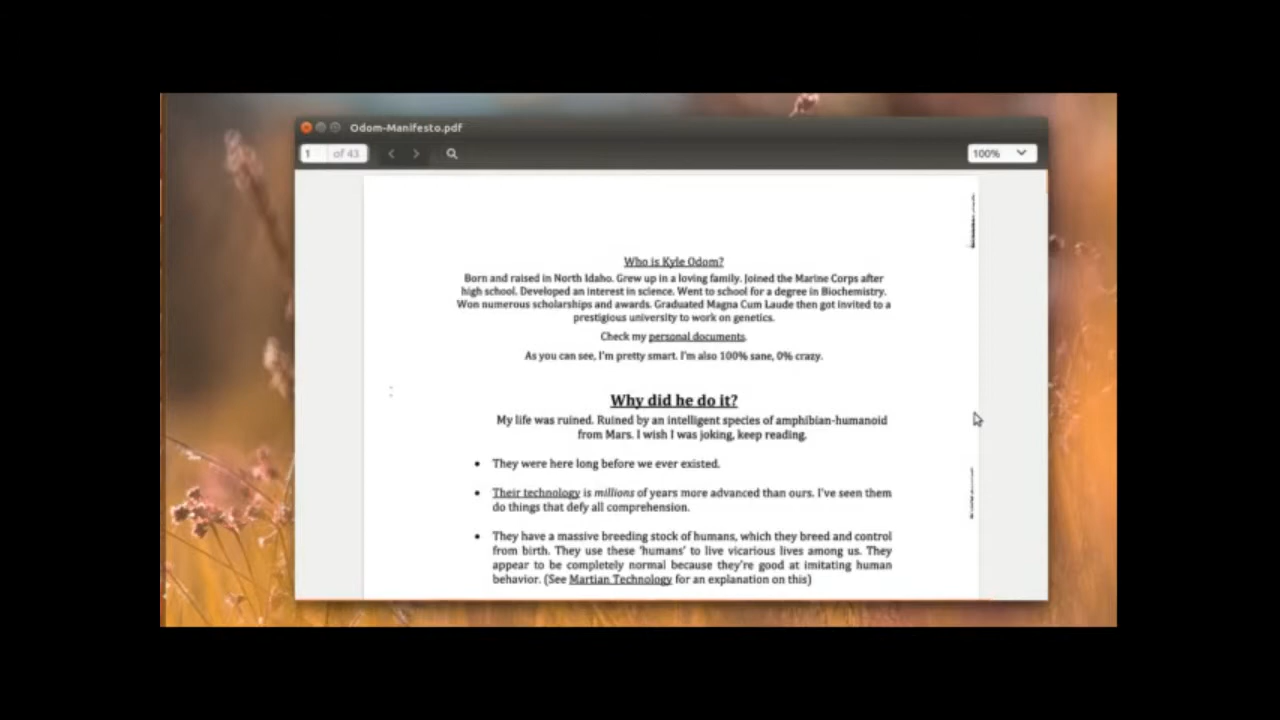 Odom-Manifesto.pdf
1 of 43
100%
Who is Kyle Odom?
Born and raised in North Idaho. Grew up in a loving family. Joined the Marine Corps after
high school. Developed an interest in science. Went to school for a degree in Biochemistry.
Won numerous scholarships and awards. Graduated Magna Cum Laude then got invited to a
prestigious university to work on genetics.
Check my personal documents.
As you can see, I'm pretty smart. I'm also 100% sane, 0% crazy.
Why did he do it?
My life was ruined. Ruined by an intelligent species of amphibian-humanoid
from Mars. I wish I was joking, keep reading.
• They were here long before we ever existed.
• Their technology is millions of years more advanced than ours. I've seen them
do things that defy all comprehension.
• They have a massive breeding stock of humans, which they breed and control
from birth. They use these 'humans' to live vicarious lives among us. They
appear to be completely normal because they're good at imitating human
behavior. (See Martian Technology for an explanation on this)